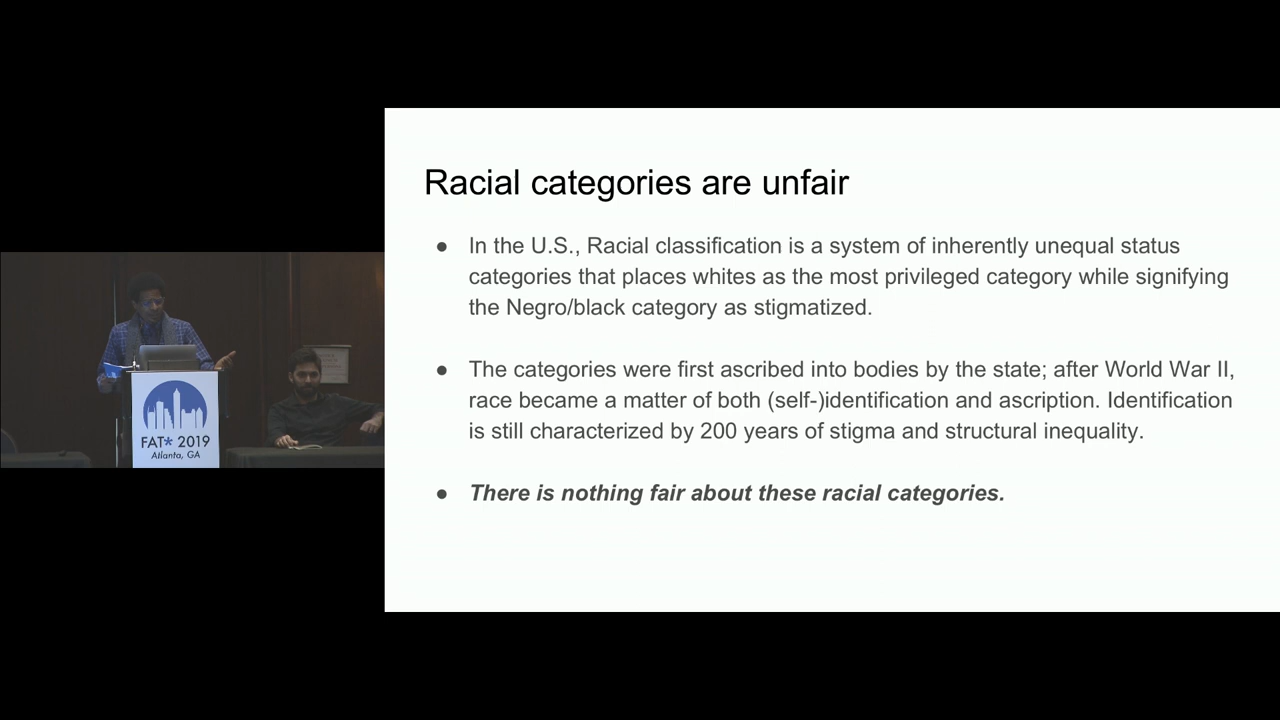 Racial categories are unfair
● In the U.S., Racial classification is a system of inherently unequal status
categories that places whites as the most privileged category while signifying
the Negro/black category as stigmatized.
● The categories were first ascribed into bodies by the state; after World War II,
race became a matter of both (self-)identification and ascription. Identification
is still characterized by 200 years of stigma and structural inequality.
● There is nothing fair about these racial categories.
FAT* 2019
Atlanta, GA